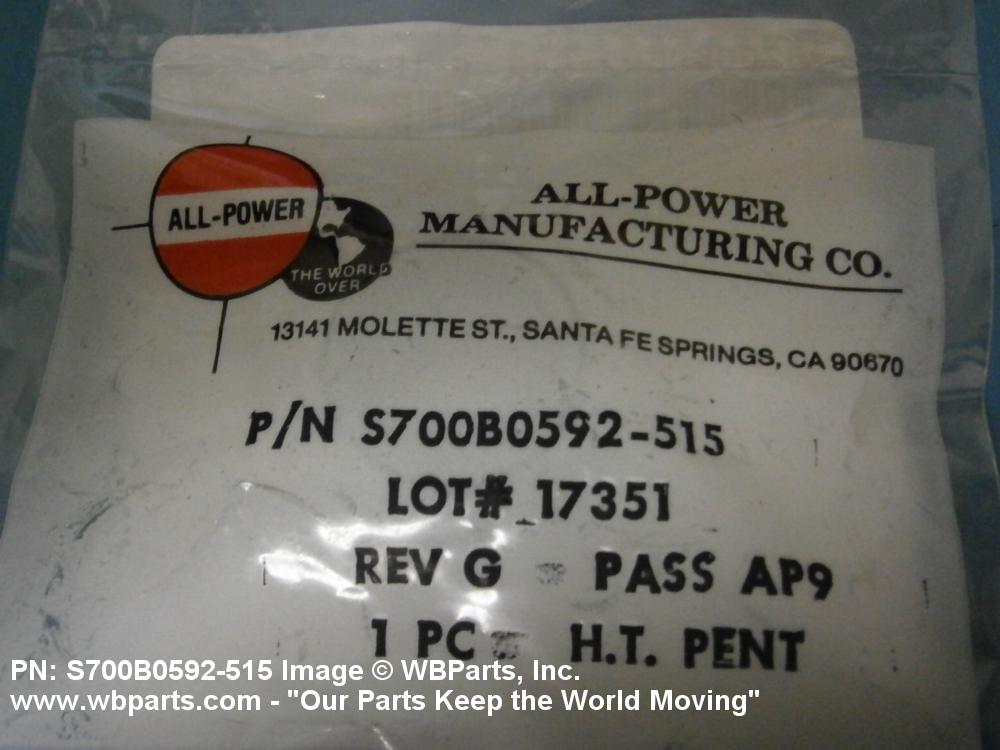 ALL-POWER
THE WORLD
OVER
ALL-POWER
MANUFACTURING CO.
13141 MOLETTE ST., SANTA FE SPRINGS, CA 90670
P/N S700B0592-515
LOT# 17351
REV G - PASS AP9
1 PC - H.T. PENT
PN: S700B0592-515 Image © WBParts, Inc.
www.wbparts.com - "Our Parts Keep the World Moving"